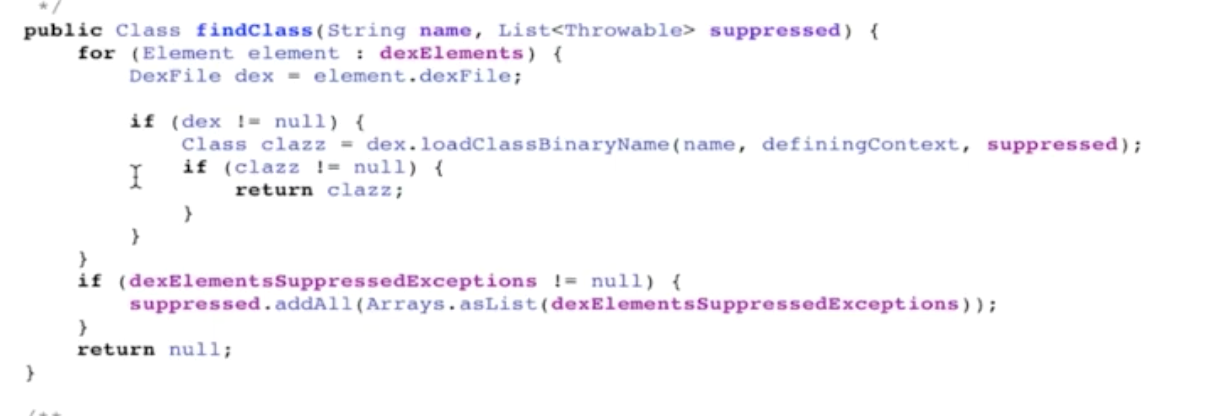 */
public Class findClass(String name, List<Throwable> suppressed) {
    for (Element element : dexElements) {
        DexFile dex = element.dexFile;

        if (dex != null) {
            Class clazz = dex.loadClassBinaryName(name, definingContext, suppressed);
            if (clazz != null) {
                return clazz;
            }
        }
    }
    if (dexElementsSuppressedExceptions != null) {
        suppressed.addAll(Arrays.asList(dexElementsSuppressedExceptions));
    }
    return null;
}
/**